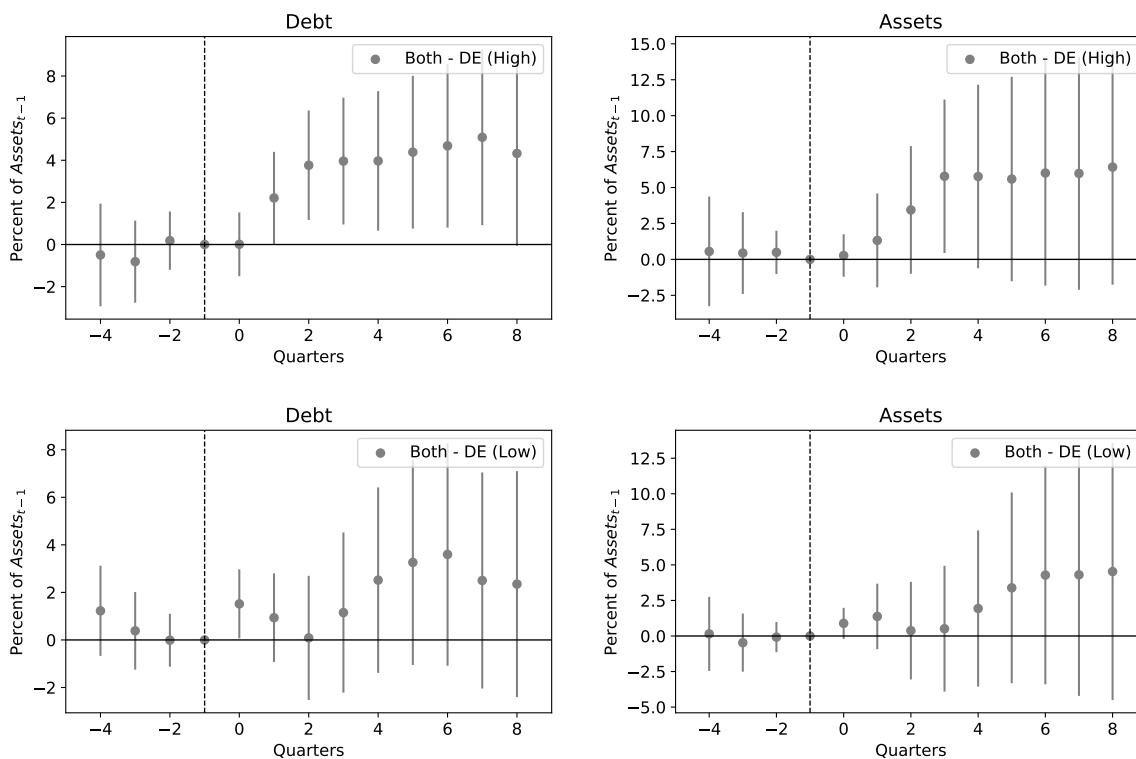 Debt
Both - DE (High)
Percent of Assets_{t−1}
8
6
4
2
0
−2
−4 −2 0 2 4 6 8
Quarters
Assets
Both - DE (High)
Percent of Assets_{t−1}
15.0
12.5
10.0
7.5
5.0
2.5
0.0
−2.5
−4 −2 0 2 4 6 8
Quarters
Debt
Both - DE (Low)
Percent of Assets_{t−1}
8
6
4
2
0
−2
−4 −2 0 2 4 6 8
Quarters
Assets
Both - DE (Low)
Percent of Assets_{t−1}
12.5
10.0
7.5
5.0
2.5
0.0
−2.5
−5.0
−4 −2 0 2 4 6 8
Quarters